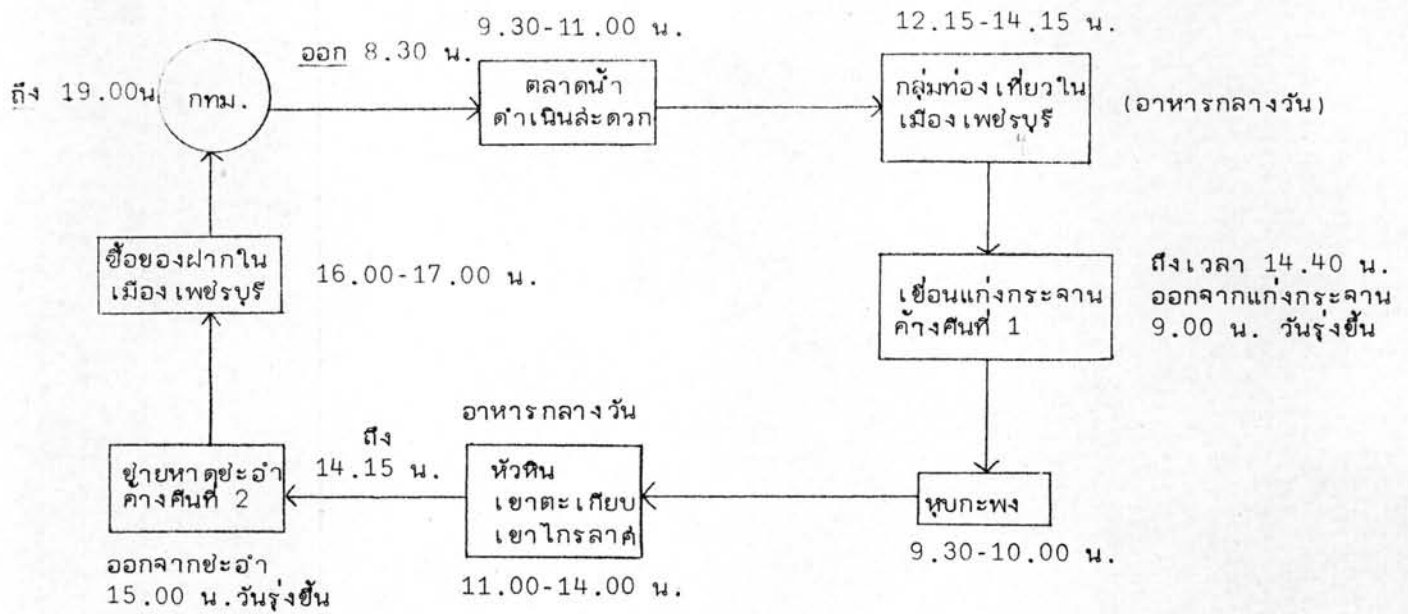 ถึง 19.00น
กทม.
ออก 8.30 น.
9.30-11.00 น.
ตลาดน้ำ
ดำเนินสะดวก
12.15-14.15 น.
กลุ่มท่องเที่ยวใน
เมืองเพชรบุรี
(อาหารกลางวัน)
เขื่อนแก่งกระจาน
ค้างคืนที่ 1
ถึงเวลา 14.40 น.
ออกจากแก่งกระจาน
9.00 น. วันรุ่งขึ้น
หุบกะพง
9.30-10.00 น.
อาหารกลางวัน
หัวหิน
เขาตะเกียบ
เขาไกรลาศ
11.00-14.00 น.
ถึง
14.15 น.
ชายหาดชะอำ
ค้างคืนที่ 2
ออกจากชะอำ
15.00 น.วันรุ่งขึ้น
ซื้อของฝากใน
เมืองเพชรบุรี
16.00-17.00 น.